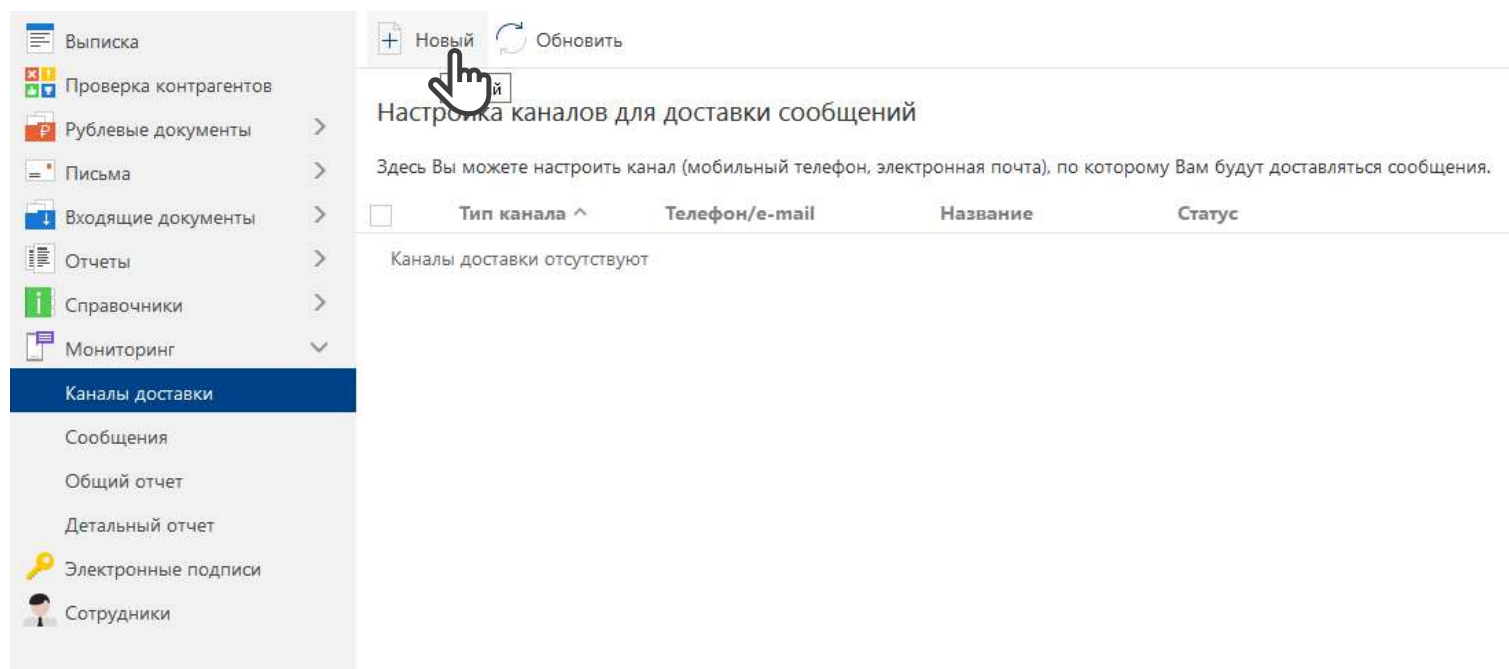 Выписка
Проверка контрагентов
Рублевые документы
Письма
Входящие документы
Отчеты
Справочники
Мониторинг
Каналы доставки
Сообщения
Общий отчет
Детальный отчет
Электронные подписи
Сотрудники
Новый Обновить
Настройка каналов для доставки сообщений
Здесь Вы можете настроить канал (мобильный телефон, электронная почта), по которому Вам будут доставляться сообщения.
Тип канала Телефон/e-mail Название Статус
Каналы доставки отсутствуют